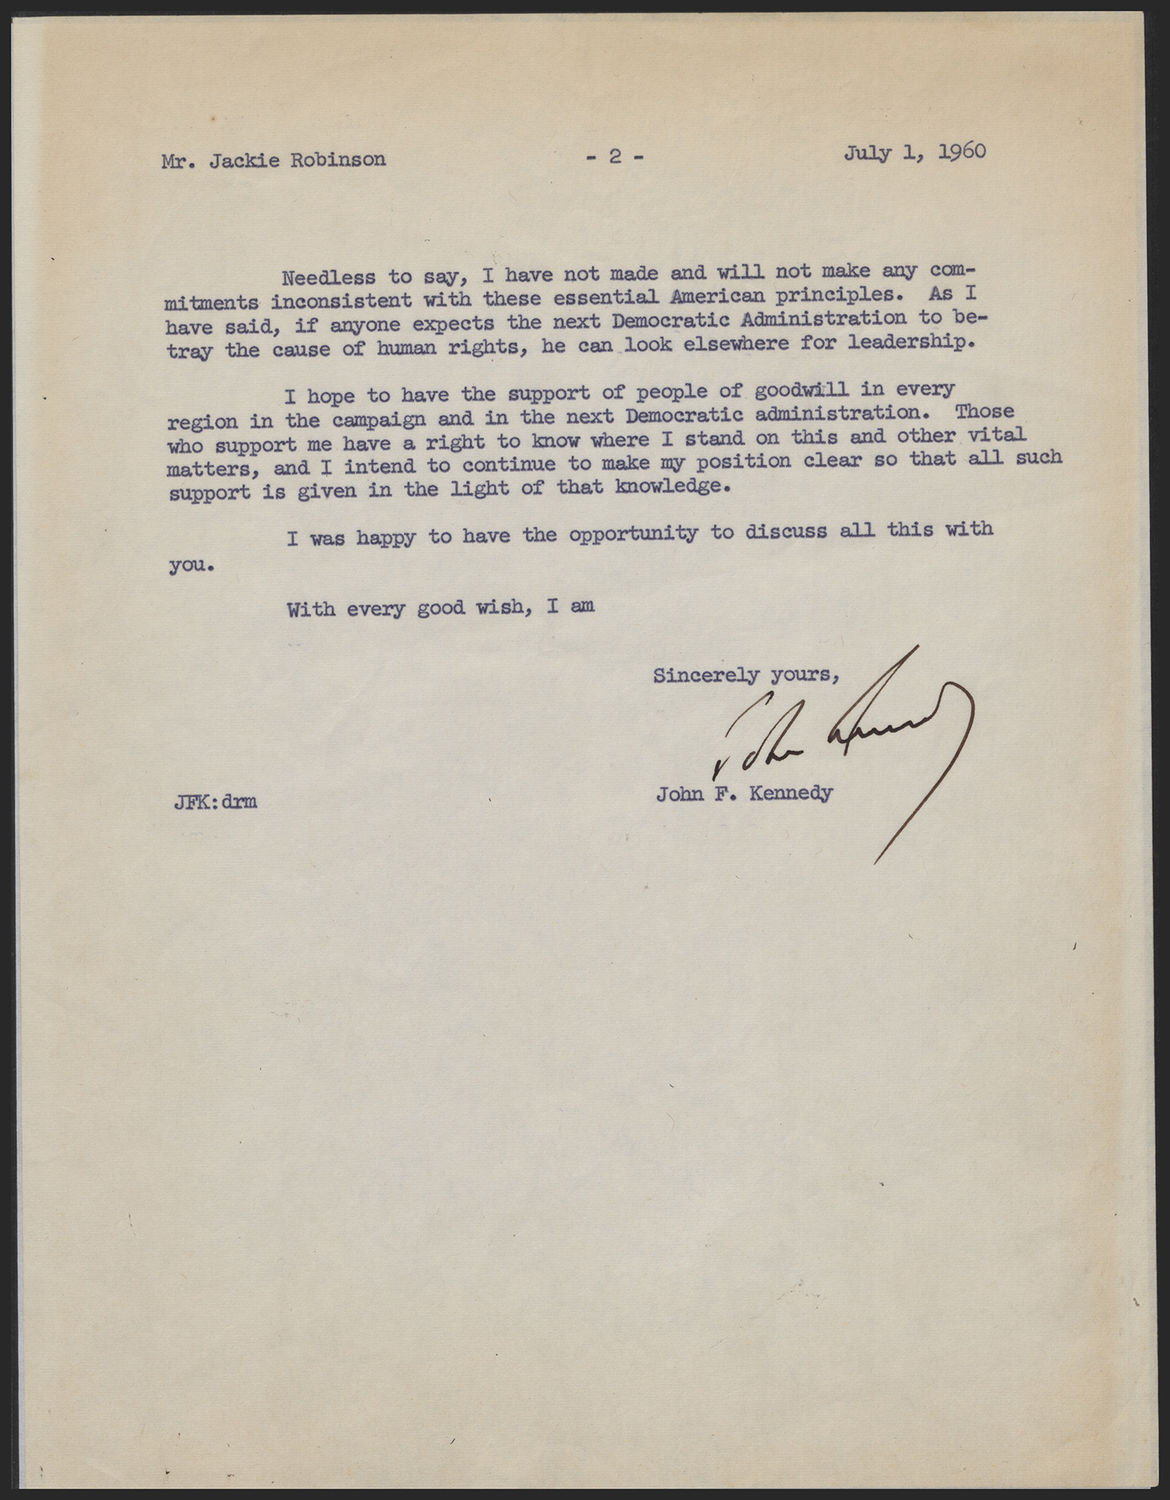 Mr. Jackie Robinson - 2 - July 1, 1960
Needless to say, I have not made and will not make any com-
mitments inconsistent with these essential American principles. As I
have said, if anyone expects the next Democratic Administration to be-
tray the cause of human rights, he can look elsewhere for leadership.
I hope to have the support of people of goodwill in every
region in the campaign and in the next Democratic administration. Those
who support me have a right to know where I stand on this and other vital
matters, and I intend to continue to make my position clear so that all such
support is given in the light of that knowledge.
I was happy to have the opportunity to discuss all this with
you.
With every good wish, I am
Sincerely yours,
John Kennedy
JFK:drm John F. Kennedy